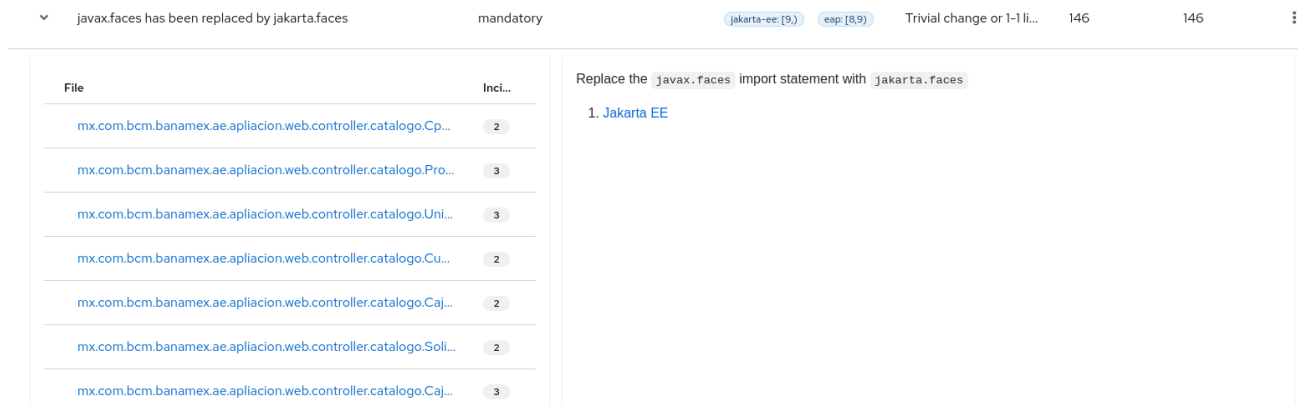 javax.faces has been replaced by jakarta.faces mandatory jakarta-ee: [9,) eap: [8,9) Trivial change or 1-1 li... 146 146
File Inci...
mx.com.bcm.banamex.ae.apliacion.web.controller.catalogo.Cp... 2
mx.com.bcm.banamex.ae.apliacion.web.controller.catalogo.Pro... 3
mx.com.bcm.banamex.ae.apliacion.web.controller.catalogo.Uni... 3
mx.com.bcm.banamex.ae.apliacion.web.controller.catalogo.Cu... 2
mx.com.bcm.banamex.ae.apliacion.web.controller.catalogo.Caj... 2
mx.com.bcm.banamex.ae.apliacion.web.controller.catalogo.Soli... 2
mx.com.bcm.banamex.ae.apliacion.web.controller.catalogo.Caj... 3
Replace the javax.faces import statement with jakarta.faces
1. Jakarta EE